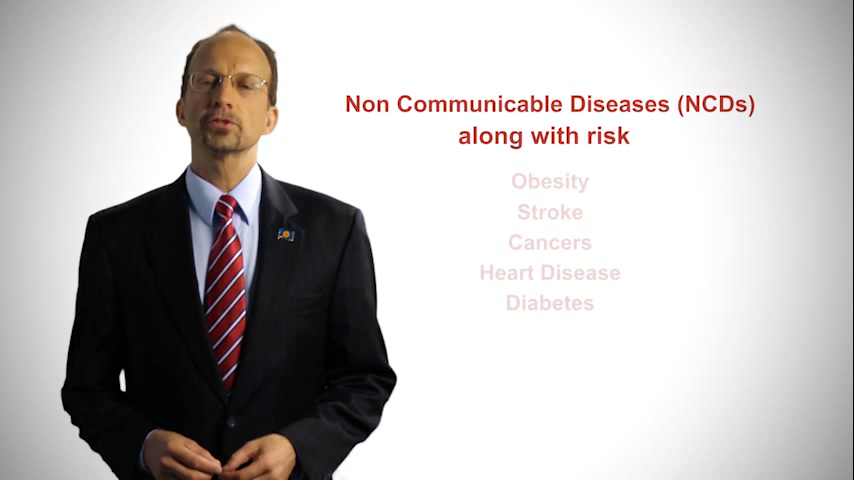 Non Communicable Diseases (NCDs)
along with risk
Obesity
Stroke
Cancers
Heart Disease
Diabetes